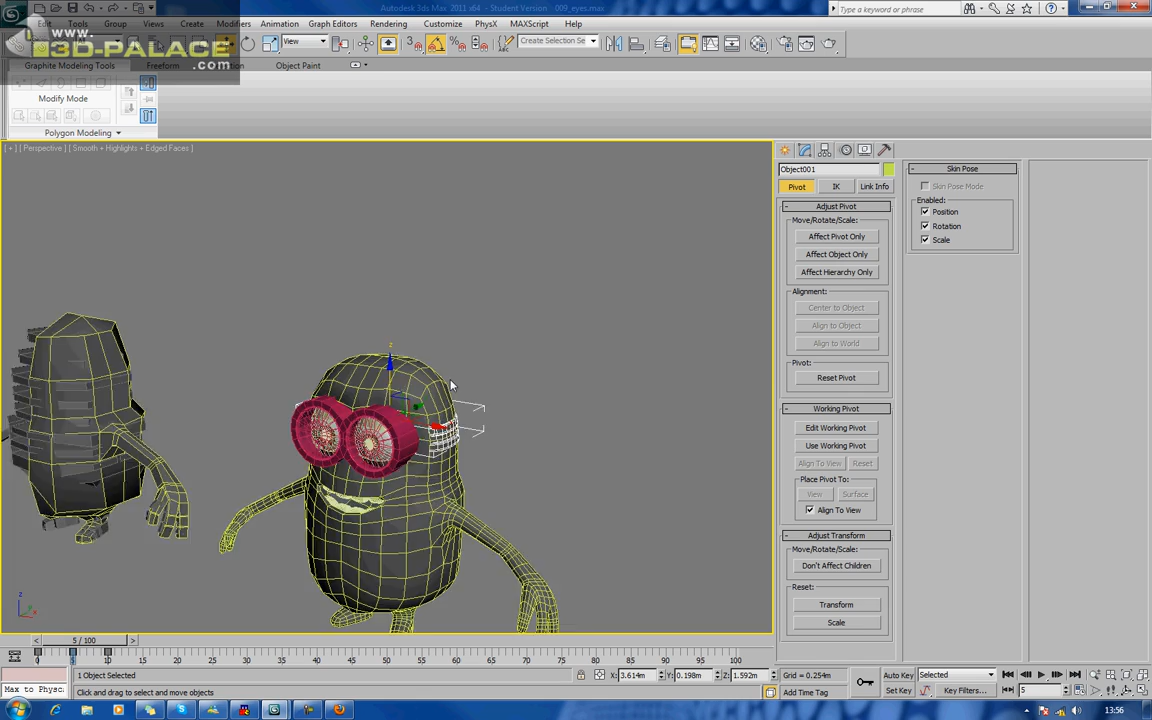 Autodesk 3ds Max 2011 x64 - Student Version 009_eyes.max
Type a keyword or phrase
Edit Tools Group Views Create Modifiers Animation Graph Editors Rendering Customize PhysX MAXScript Help
www.
3D-PALACE
.com
View
Create Selection Se
Graphite Modeling Tools Freeform Selection Object Paint
Modify Mode
Polygon Modeling
[ + ] [ Perspective ] [ Smooth + Highlights + Edged Faces ]
Object001
Pivot IK Link Info
Adjust Pivot
Move/Rotate/Scale:
Affect Pivot Only
Affect Object Only
Affect Hierarchy Only
Alignment:
Center to Object
Align to Object
Align to World
Pivot:
Reset Pivot
Working Pivot
Edit Working Pivot
Use Working Pivot
Align To View Reset
Place Pivot To:
View Surface
Align To View
Adjust Transform
Move/Rotate/Scale:
Don't Affect Children
Reset:
Transform
Scale
Skin Pose
Skin Pose Mode
Enabled:
Position
Rotation
Scale
z
z
x
< 5 / 100 >
0 5 10 15 20 25 30 35 40 45 50 55 60 65 70 75 80 85 90 95 100
1 Object Selected
X: 3.614m Y: 0.198m Z: 1.592m
Grid = 0.254m
Auto Key Selected
Max to Physc
Click and drag to select and move objects
Add Time Tag
Set Key Key Filters...
5
13:56